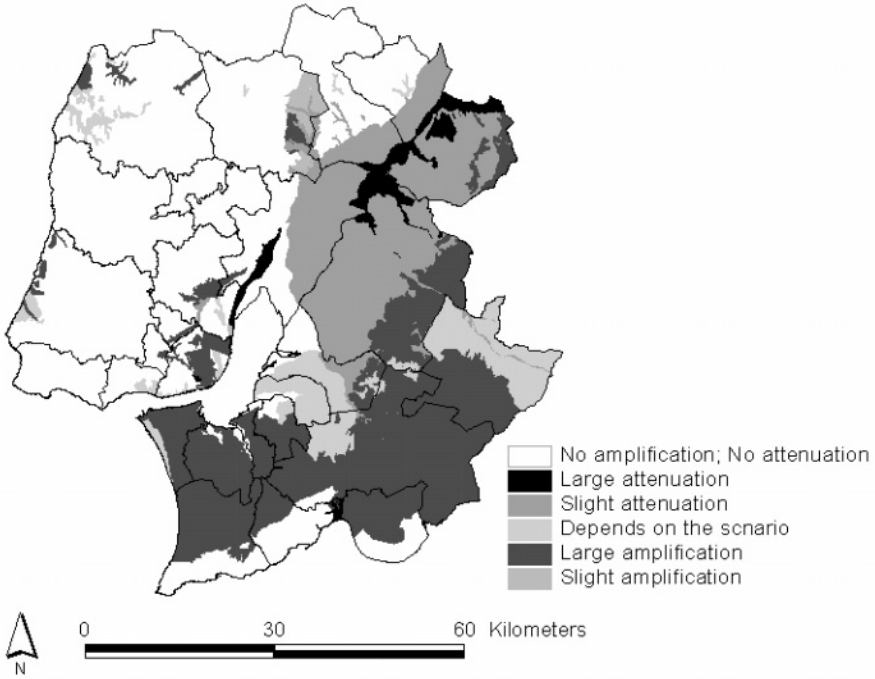 No amplification; No attenuation
Large attenuation
Slight attenuation
Depends on the scnario
Large amplification
Slight amplification
0 30 60 Kilometers
N